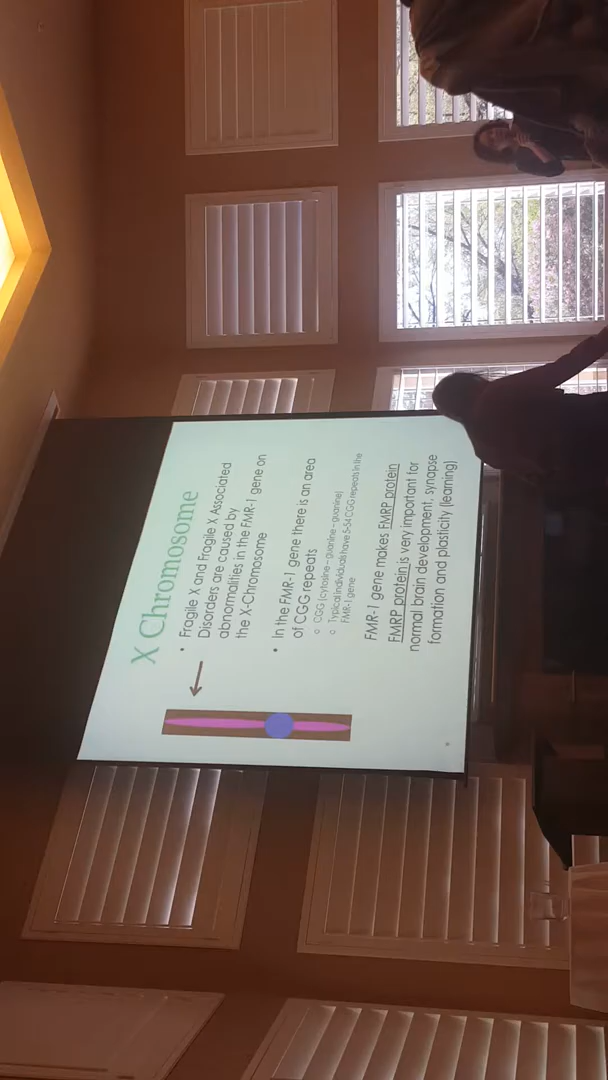 X Chromosome
• Fragile X and Fragile X Associated
Disorders are caused by
abnormalities in the FMR-1 gene on
the X-Chromosome
• In the FMR-1 gene there is an area
of CGG repeats
○ CGG (cytosine – guanine – guanine)
○ Typical individuals have 5-54 CGG repeats in the
FMR-1 gene
FMR-1 gene makes FMRP protein
FMRP protein is very important for
normal brain development, synapse
formation and plasticity (learning)